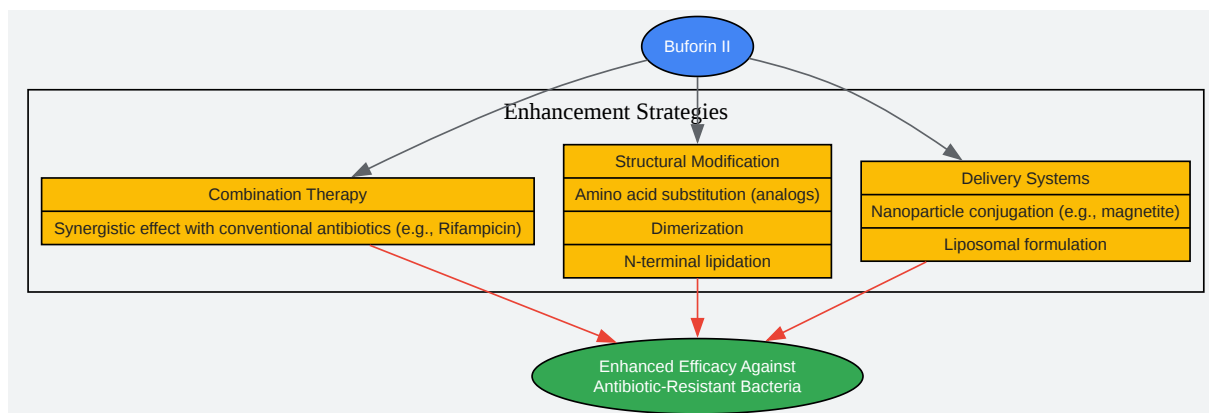 Buforin II
Enhancement Strategies
Combination Therapy
Synergistic effect with conventional antibiotics (e.g., Rifampicin)
Structural Modification
Amino acid substitution (analogs)
Dimerization
N-terminal lipidation
Delivery Systems
Nanoparticle conjugation (e.g., magnetite)
Liposomal formulation
Enhanced Efficacy Against
Antibiotic-Resistant Bacteria